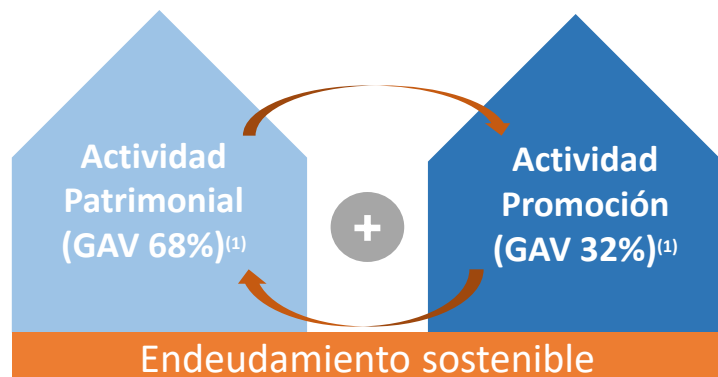 Actividad
Patrimonial
(GAV 68%)(1)
+
Actividad
Promoción
(GAV 32%)(1)
Endeudamiento sostenible